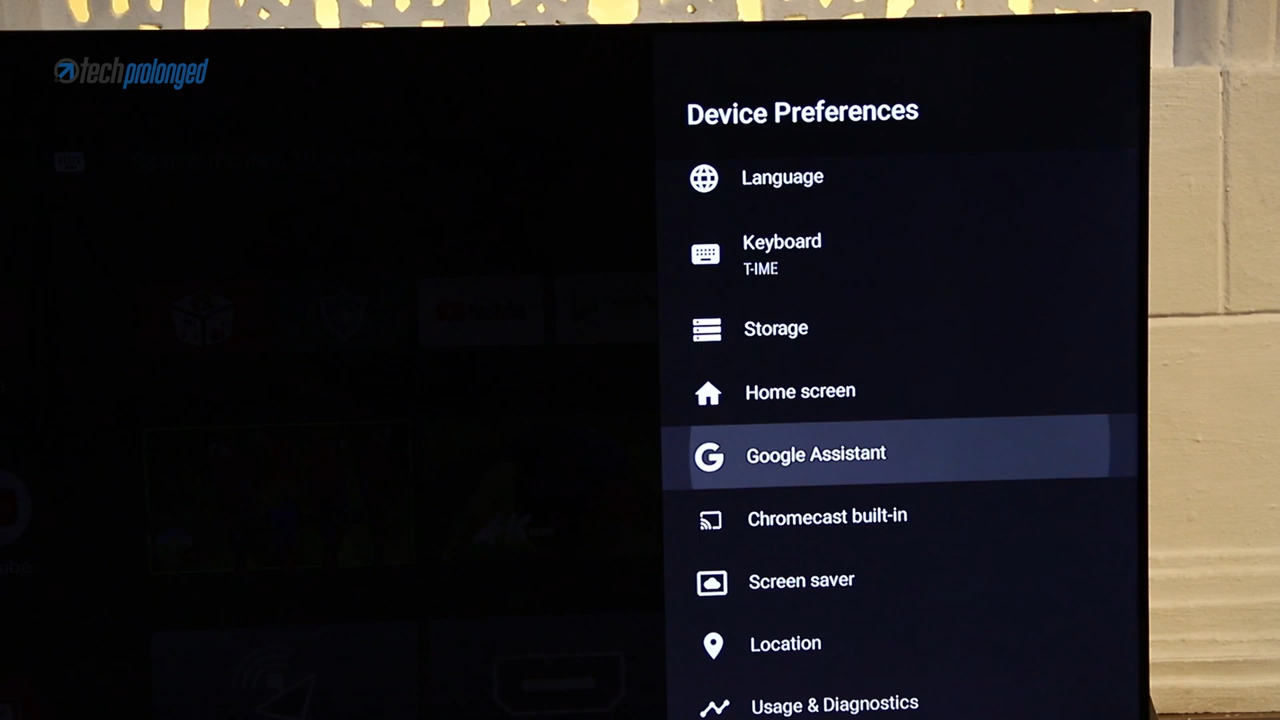 techprolonged
Device Preferences
Language
Keyboard
T-IME
Storage
Home screen
Google Assistant
Chromecast built-in
Screen saver
Location
Usage & Diagnostics
YouTube